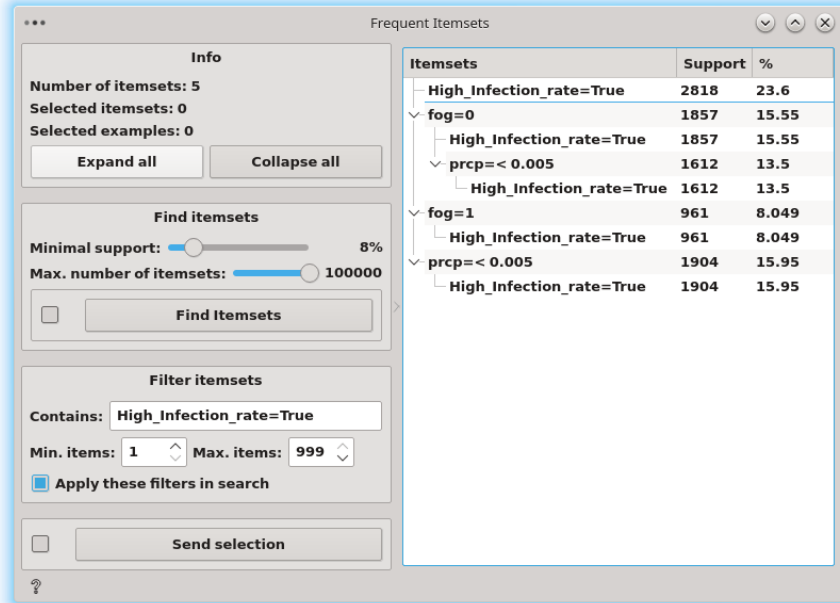 Frequent Itemsets
Info
Number of itemsets: 5
Selected itemsets: 0
Selected examples: 0
Expand all Collapse all
Find itemsets
Minimal support: 8%
Max. number of itemsets: 100000
Find Itemsets
Filter itemsets
Contains: High_Infection_rate=True
Min. items: 1 Max. items: 999
Apply these filters in search
Send selection
?
Itemsets Support %
High_Infection_rate=True 2818 23.6
fog=0 1857 15.55
High_Infection_rate=True 1857 15.55
prcp=< 0.005 1612 13.5
High_Infection_rate=True 1612 13.5
fog=1 961 8.049
High_Infection_rate=True 961 8.049
prcp=< 0.005 1904 15.95
High_Infection_rate=True 1904 15.95